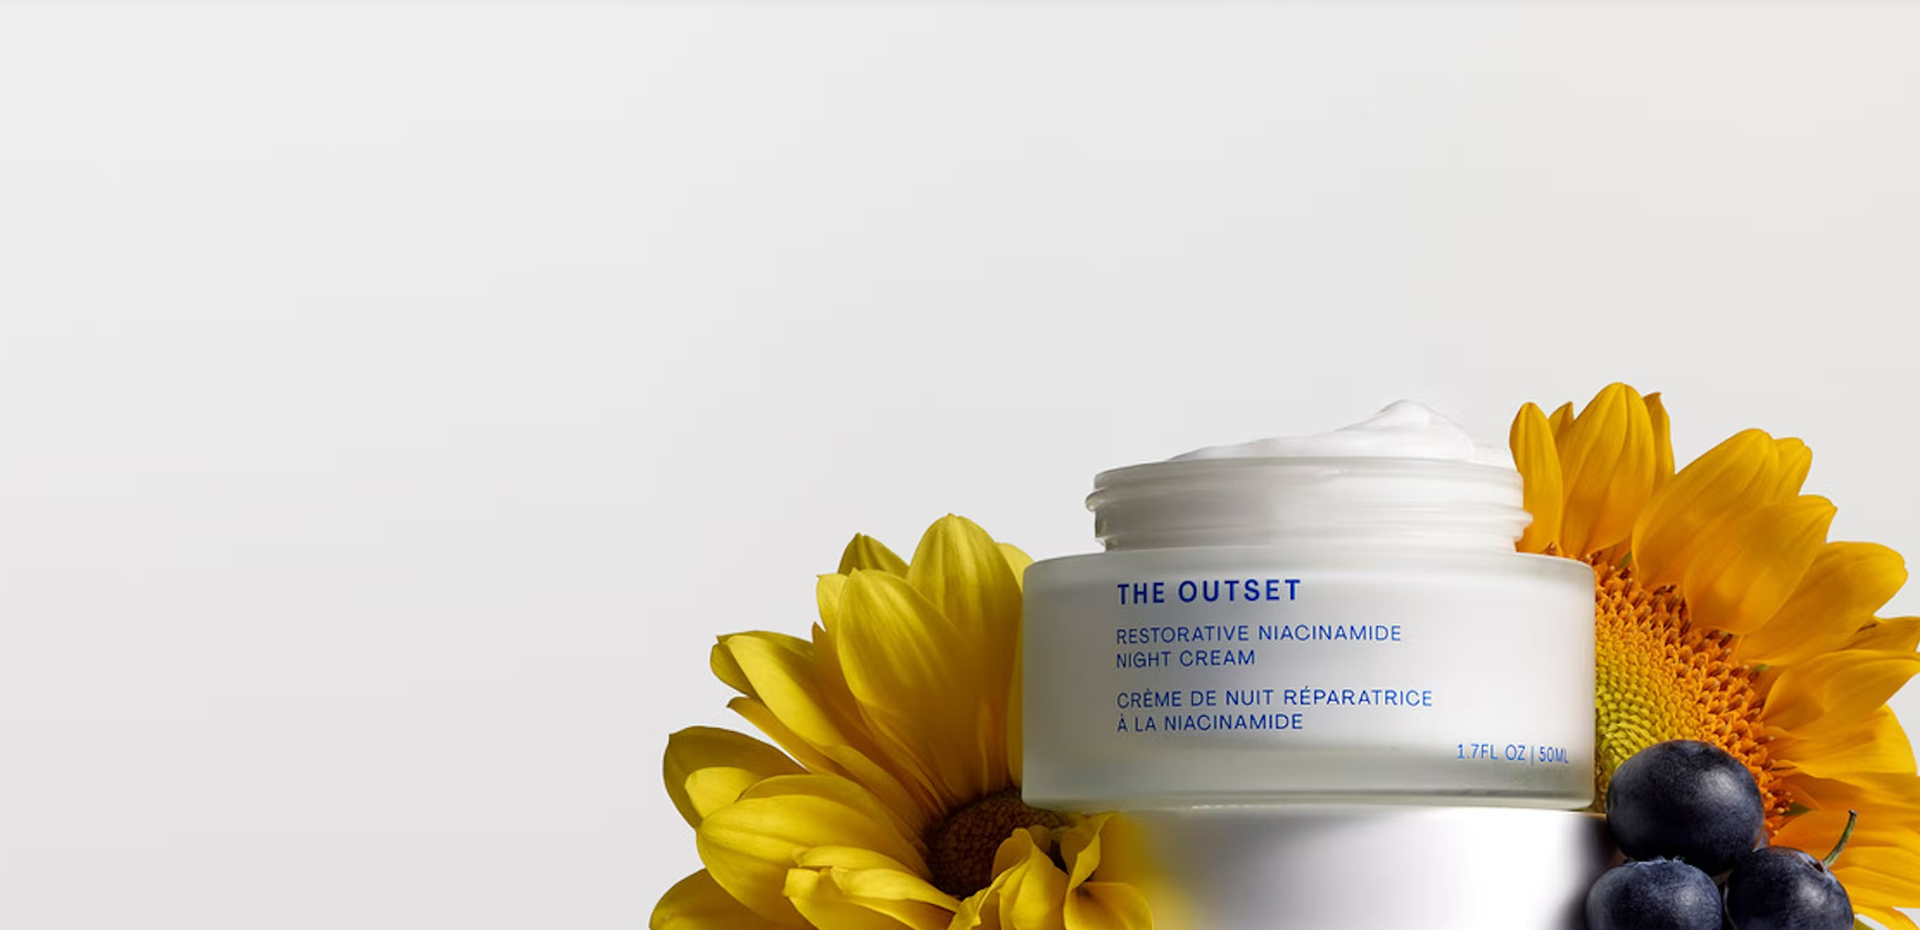 THE OUTSET
RESTORATIVE NIACINAMIDE
NIGHT CREAM
CRÈME DE NUIT RÉPARATRICE
À LA NIACINAMIDE
1.7FL OZ | 50ML